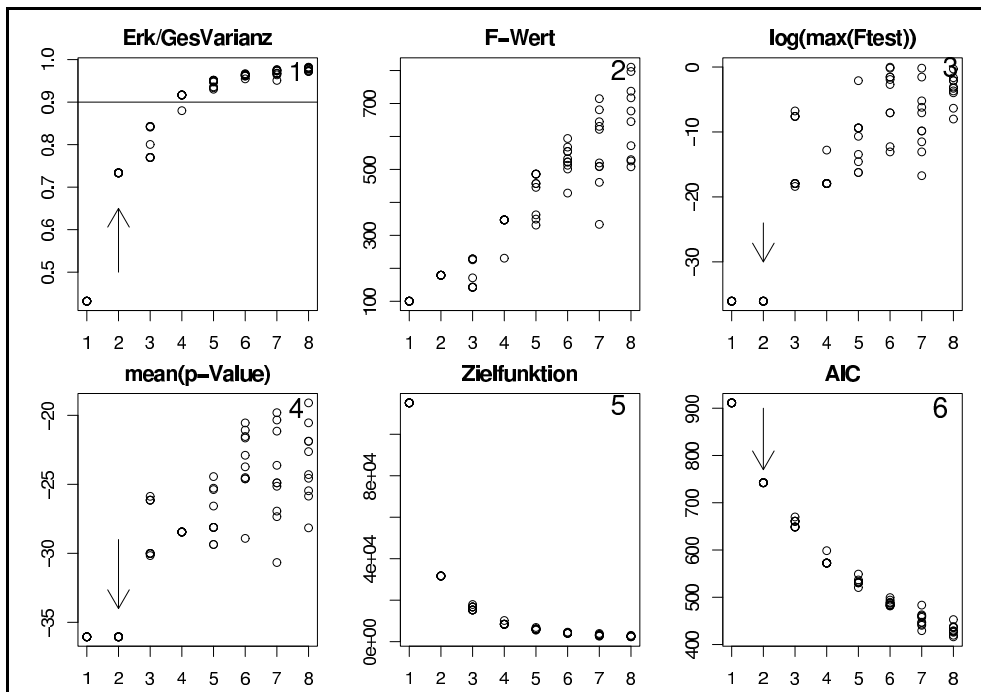 Erk/GesVarianz
1
1.0
0.9
0.8
0.7
0.6
0.5
1 2 3 4 5 6 7 8
F−Wert
2
700
500
300
100
1 2 3 4 5 6 7 8
log(max(Ftest))
3
0
−10
−20
−30
1 2 3 4 5 6 7 8
mean(p−Value)
4
−20
−25
−30
−35
1 2 3 4 5 6 7 8
Zielfunktion
5
8e+04
4e+04
0e+00
1 2 3 4 5 6 7 8
AIC
6
900
800
700
600
500
400
1 2 3 4 5 6 7 8